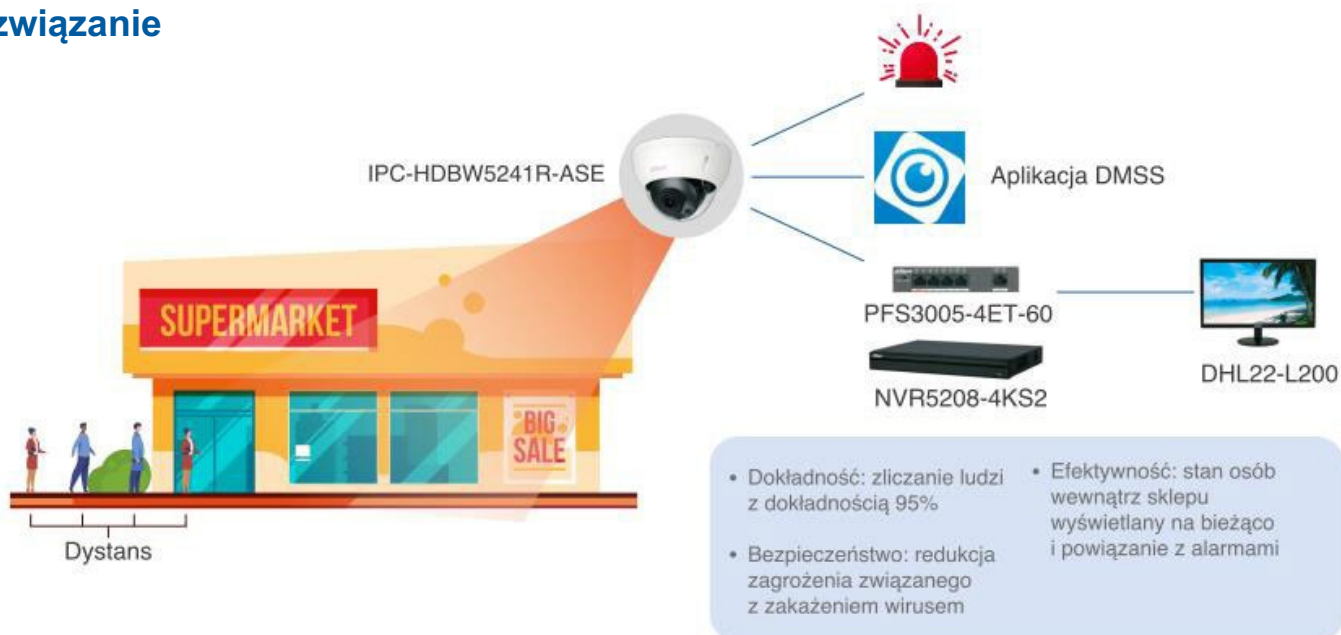 związanie
IPC-HDBW5241R-ASE
Aplikacja DMSS
PFS3005-4ET-60
NVR5208-4KS2
DHL22-L200
SUPERMARKET
BIG
SALE
Dystans
• Dokładność: zliczanie ludzi
z dokładnością 95%
• Bezpieczeństwo: redukcja
zagrożenia związanego
z zakażeniem wirusem
• Efektywność: stan osób
wewnątrz sklepu
wyświetlany na bieżąco
i powiązanie z alarmami